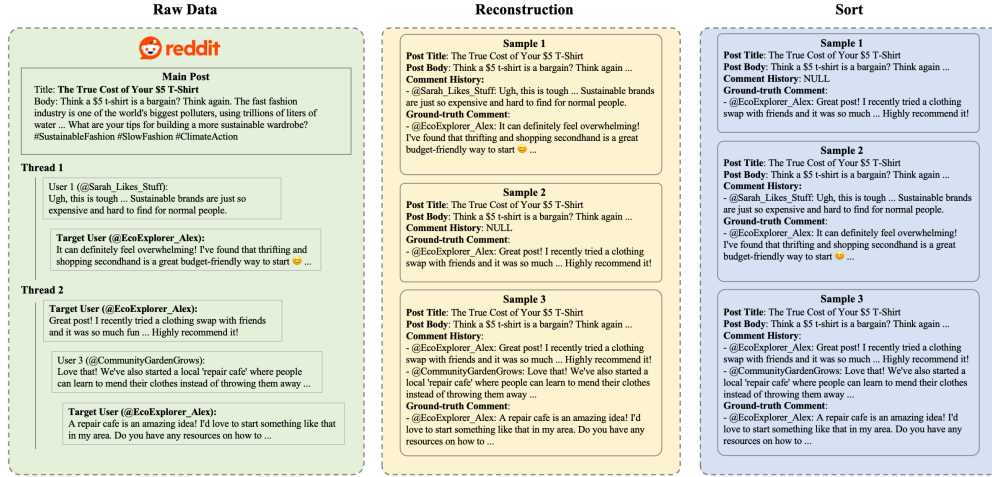 Raw Data
reddit
Main Post
Title: The True Cost of Your $5 T-Shirt
Body: Think a $5 t-shirt is a bargain? Think again. The fast fashion
industry is one of the world's biggest polluters, using trillions of liters of
water ... What are your tips for building a more sustainable wardrobe?
#SustainableFashion #SlowFashion #ClimateAction
Thread 1
User 1 (@Sarah_Likes_Stuff):
Ugh, this is tough ... Sustainable brands are just so
expensive and hard to find for normal people.
Target User (@EcoExplorer_Alex):
It can definitely feel overwhelming! I've found that thrifting and
shopping secondhand is a great budget-friendly way to start 😊 ...
Thread 2
Target User (@EcoExplorer_Alex):
Great post! I recently tried a clothing swap with friends
and it was so much fun ... Highly recommend it!
User 3 (@CommunityGardenGrows):
Love that! We've also started a local 'repair cafe' where people
can learn to mend their clothes instead of throwing them away ...
Target User (@EcoExplorer_Alex):
A repair cafe is an amazing idea! I'd love to start something like that
in my area. Do you have any resources on how to ...
Reconstruction
Sample 1
Post Title: The True Cost of Your $5 T-Shirt
Post Body: Think a $5 t-shirt is a bargain? Think again ...
Comment History:
- @Sarah_Likes_Stuff: Ugh, this is tough ... Sustainable brands
are just so expensive and hard to find for normal people.
Ground-truth Comment:
- @EcoExplorer_Alex: It can definitely feel overwhelming!
I've found that thrifting and shopping secondhand is a great
budget-friendly way to start 😊 ...
Sample 2
Post Title: The True Cost of Your $5 T-Shirt
Post Body: Think a $5 t-shirt is a bargain? Think again ...
Comment History: NULL
Ground-truth Comment:
- @EcoExplorer_Alex: Great post! I recently tried a clothing
swap with friends and it was so much ... Highly recommend it!
Sample 3
Post Title: The True Cost of Your $5 T-Shirt
Post Body: Think a $5 t-shirt is a bargain? Think again ...
Comment History:
- @EcoExplorer_Alex: Great post! I recently tried a clothing
swap with friends and it was so much ... Highly recommend it!
- @CommunityGardenGrows: Love that! We've also started a
local 'repair cafe' where people can learn to mend their clothes
instead of throwing them away ...
Ground-truth Comment:
- @EcoExplorer_Alex: A repair cafe is an amazing idea! I'd
love to start something like that in my area. Do you have any
resources on how to ...
Sort
Sample 1
Post Title: The True Cost of Your $5 T-Shirt
Post Body: Think a $5 t-shirt is a bargain? Think again ...
Comment History: NULL
Ground-truth Comment:
- @EcoExplorer_Alex: Great post! I recently tried a clothing
swap with friends and it was so much ... Highly recommend it!
Sample 2
Post Title: The True Cost of Your $5 T-Shirt
Post Body: Think a $5 t-shirt is a bargain? Think again ...
Comment History:
- @Sarah_Likes_Stuff: Ugh, this is tough ... Sustainable brands
are just so expensive and hard to find for normal people.
Ground-truth Comment:
- @EcoExplorer_Alex: It can definitely feel overwhelming!
I've found that thrifting and shopping secondhand is a great
budget-friendly way to start 😊 ...
Sample 3
Post Title: The True Cost of Your $5 T-Shirt
Post Body: Think a $5 t-shirt is a bargain? Think again ...
Comment History:
- @EcoExplorer_Alex: Great post! I recently tried a clothing
swap with friends and it was so much ... Highly recommend it!
- @CommunityGardenGrows: Love that! We've also started a
local 'repair cafe' where people can learn to mend their clothes
instead of throwing them away ...
Ground-truth Comment:
- @EcoExplorer_Alex: A repair cafe is an amazing idea! I'd
love to start something like that in my area. Do you have any
resources on how to ...